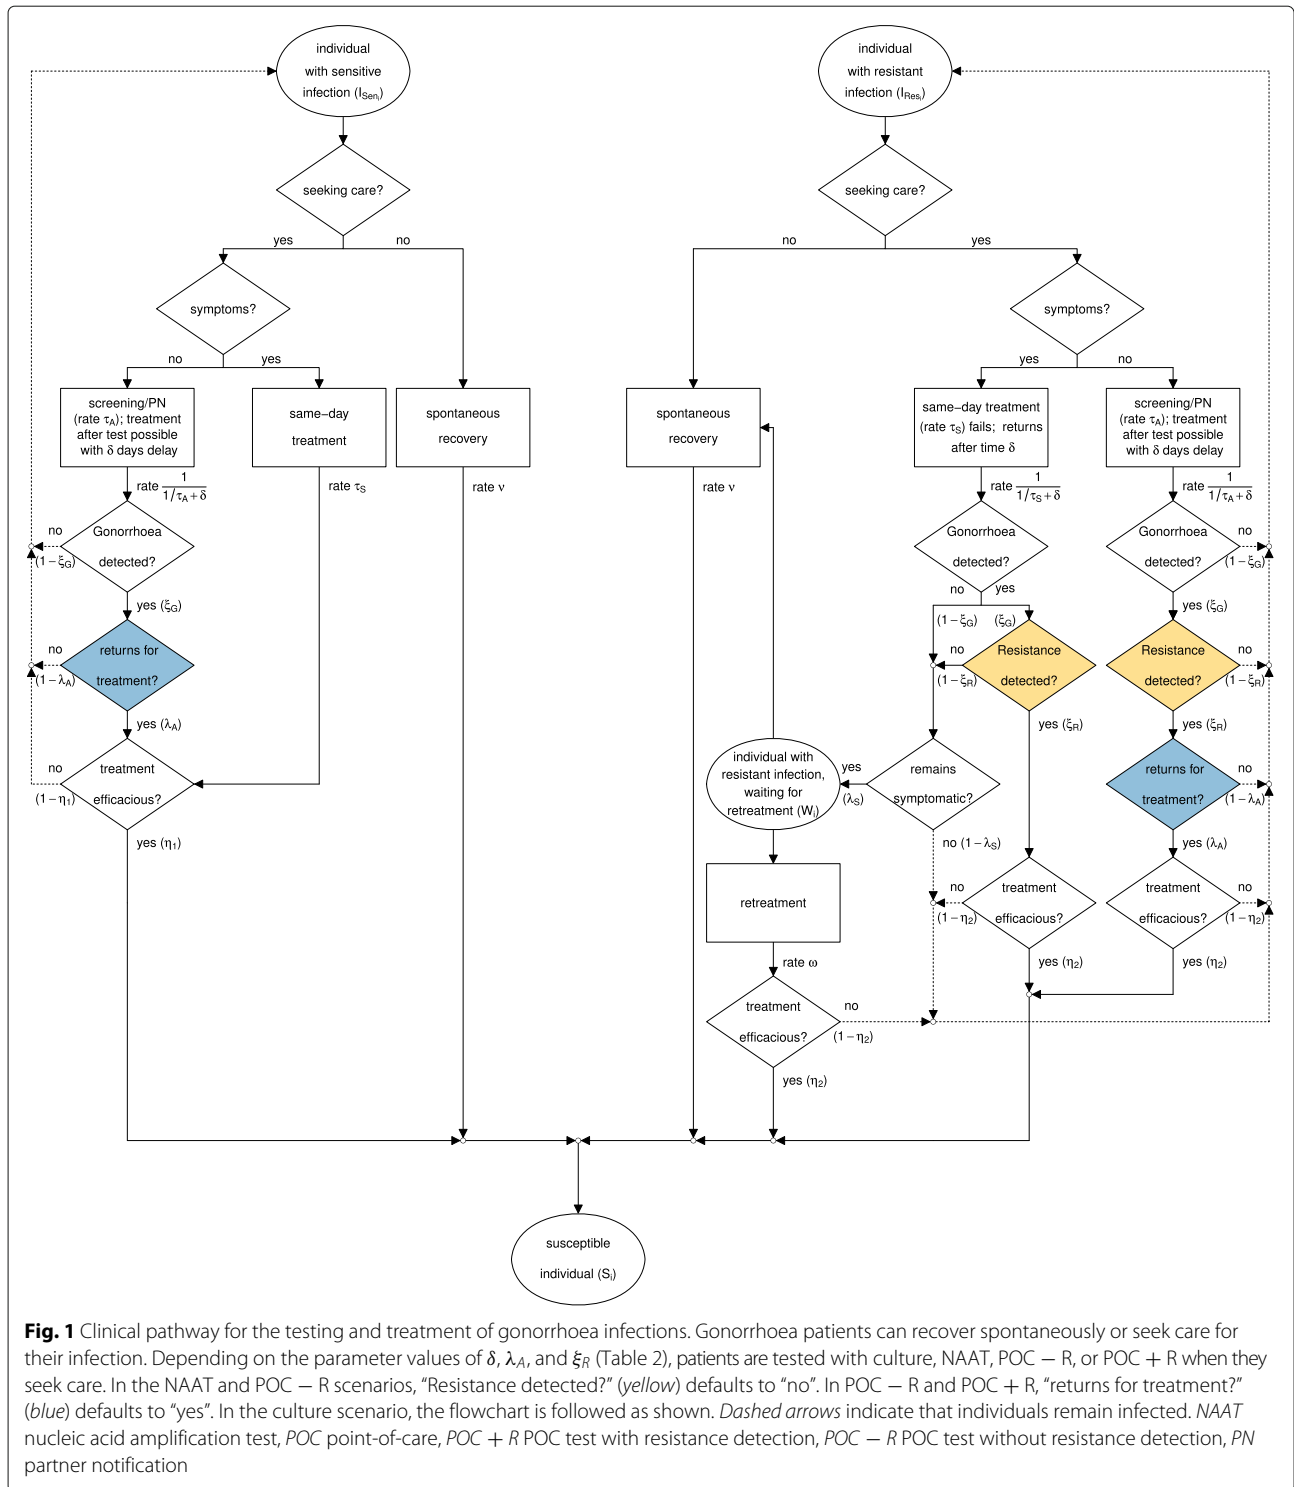 individual
with sensitive
infection (I_Sen_i)
individual
with resistant
infection (I_Res_i)
seeking care?
seeking care?
yes
no
no
yes
symptoms?
symptoms?
no
yes
yes
no
screening/PN
(rate τ_A); treatment
after test possible
with δ days delay
same−day
treatment
spontaneous
recovery
spontaneous
recovery
same−day treatment
(rate τ_S) fails; returns
after time δ
screening/PN
(rate τ_A); treatment
after test possible
with δ days delay
rate 1/(1/τ_A + δ)
rate τ_S
rate ν
rate ν
rate 1/(1/τ_S + δ)
rate 1/(1/τ_A + δ)
no
(1 − ξ_G)
Gonorrhoea
detected?
Gonorrhoea
detected?
Gonorrhoea
detected?
no
(1 − ξ_G)
yes (ξ_G)
no
yes
(1 − ξ_G)
(ξ_G)
yes (ξ_G)
no
(1 − λ_A)
returns for
treatment?
no
(1 − ξ_R)
Resistance
detected?
Resistance
detected?
no
(1 − ξ_R)
yes (λ_A)
yes (ξ_R)
yes (ξ_R)
no
(1 − η_1)
treatment
efficacious?
individual with
resistant infection,
waiting for
retreatment (W_i)
yes
(λ_S)
remains
symptomatic?
returns for
treatment?
no
(1 − λ_A)
yes (η_1)
no (1 − λ_S)
yes (λ_A)
retreatment
no
(1 − η_2)
treatment
efficacious?
treatment
efficacious?
no
(1 − η_2)
rate ω
yes (η_2)
yes (η_2)
treatment
efficacious?
no
(1 − η_2)
yes (η_2)
susceptible
individual (S_i)
Fig. 1 Clinical pathway for the testing and treatment of gonorrhoea infections. Gonorrhoea patients can recover spontaneously or seek care for
their infection. Depending on the parameter values of δ, λ_A, and ξ_R (Table 2), patients are tested with culture, NAAT, POC − R, or POC + R when they
seek care. In the NAAT and POC − R scenarios, “Resistance detected?” (yellow) defaults to “no”. In POC − R and POC + R, “returns for treatment?”
(blue) defaults to “yes”. In the culture scenario, the flowchart is followed as shown. Dashed arrows indicate that individuals remain infected. NAAT
nucleic acid amplification test, POC point-of-care, POC + R POC test with resistance detection, POC − R POC test without resistance detection, PN
partner notification